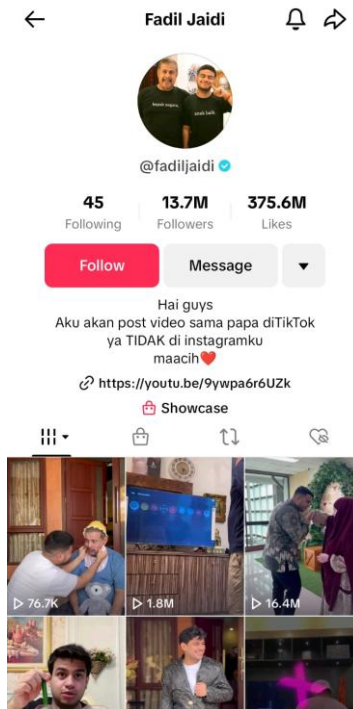 Fadil Jaidi
@fadiljaidi
45
13.7M
375.6M
Following
Followers
Likes
Follow
Message
Hai guys
Aku akan post video sama papa diTikTok
ya TIDAK di instagramku
maacih❤️
https://youtu.be/9ywpa6r6UZk
Showcase
76.7K
1.8M
16.4M